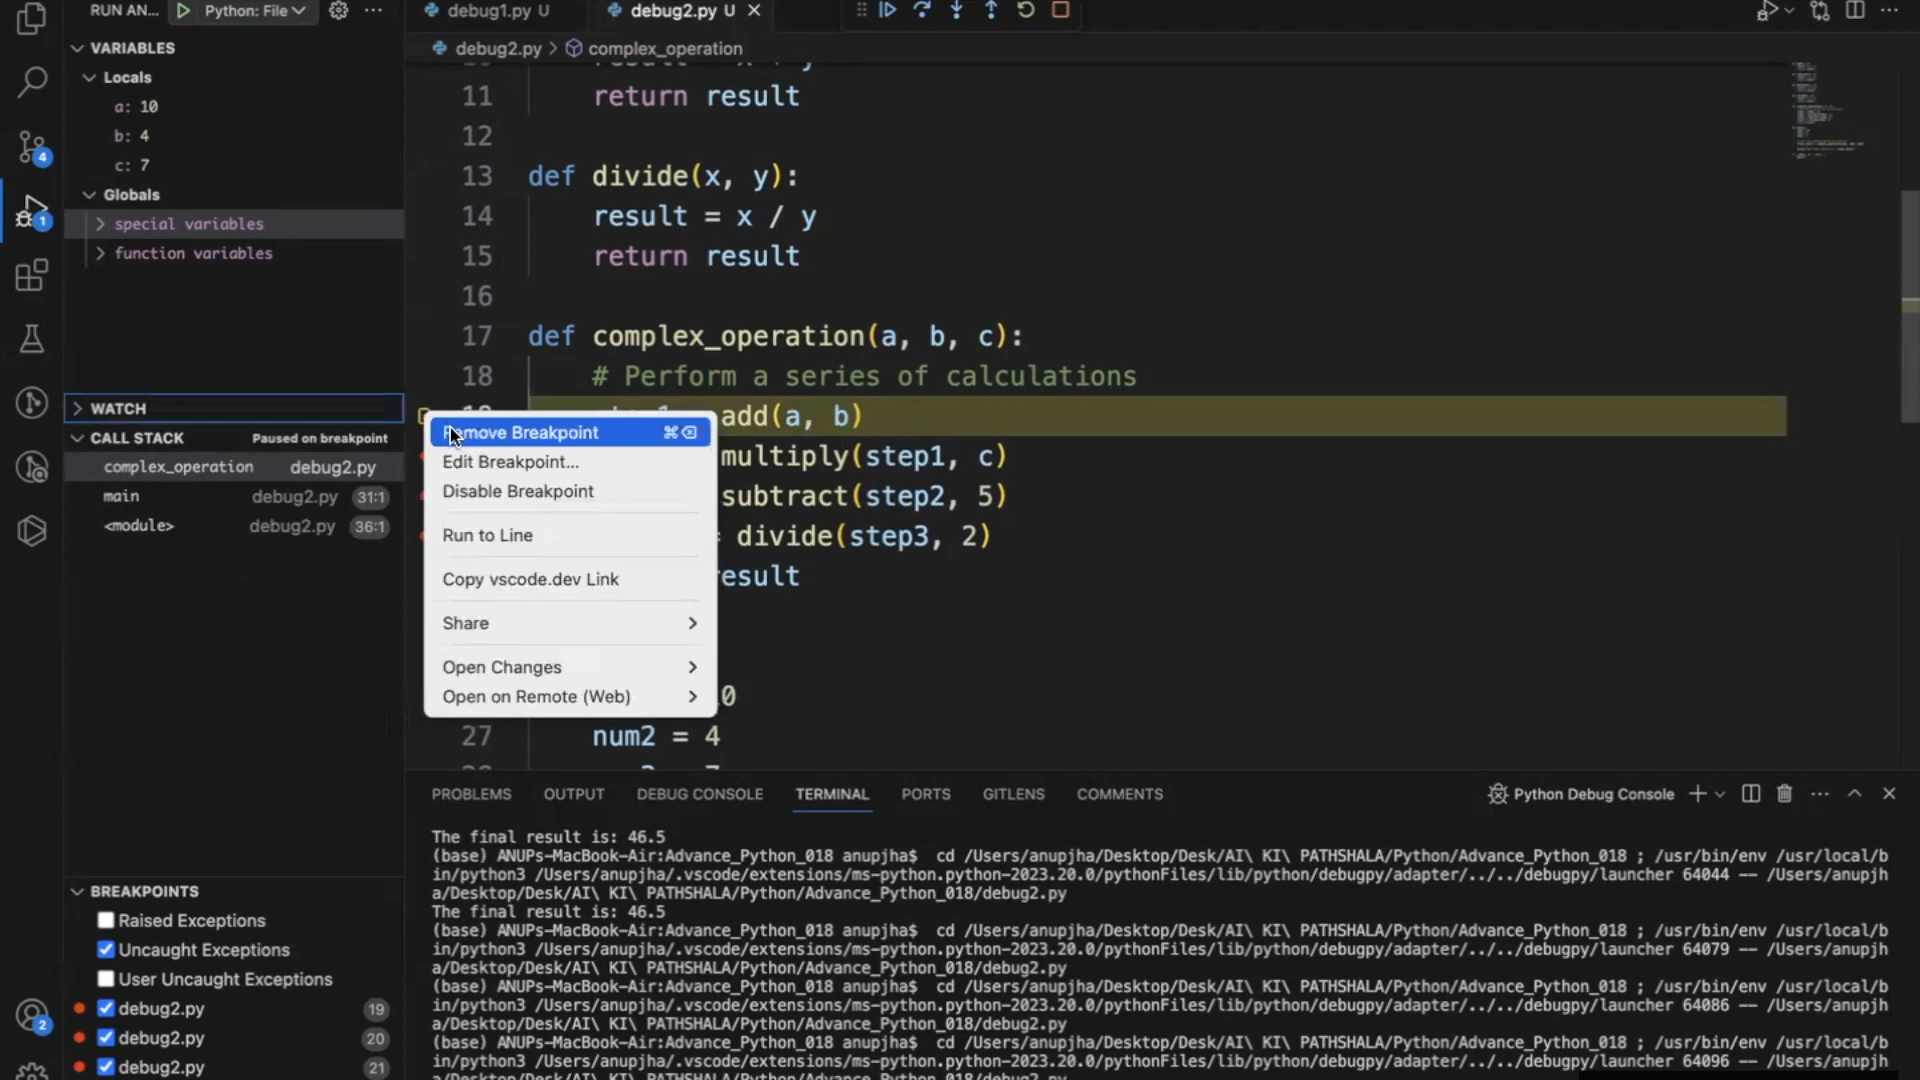 RUN AN... Python: File
debug1.py U debug2.py U
VARIABLES
Locals
a: 10
b: 4
c: 7
Globals
special variables
function variables
WATCH
CALL STACK Paused on breakpoint
complex_operation debug2.py
main debug2.py 31:1
<module> debug2.py 36:1
BREAKPOINTS
Raised Exceptions
Uncaught Exceptions
User Uncaught Exceptions
debug2.py 19
debug2.py 20
debug2.py 21
4
1
2
debug2.py > complex_operation
11 return result
12
13 def divide(x, y):
14 result = x / y
15 return result
16
17 def complex_operation(a, b, c):
18 # Perform a series of calculations
add(a, b)
multiply(step1, c)
subtract(step2, 5)
= divide(step3, 2)
esult
27 num2 = 4
Remove Breakpoint ⌘⌫
Edit Breakpoint...
Disable Breakpoint
Run to Line
Copy vscode.dev Link
Share
Open Changes
Open on Remote (Web)
PROBLEMS OUTPUT DEBUG CONSOLE TERMINAL PORTS GITLENS COMMENTS Python Debug Console
The final result is: 46.5
(base) ANUPs-MacBook-Air:Advance_Python_018 anupjha$ cd /Users/anupjha/Desktop/Desk/AI\ KI\ PATHSHALA/Python/Advance_Python_018 ; /usr/bin/env /usr/local/b
in/python3 /Users/anupjha/.vscode/extensions/ms-python.python-2023.20.0/pythonFiles/lib/python/debugpy/adapter/../../debugpy/launcher 64044 -- /Users/anupjh
a/Desktop/Desk/AI\ KI\ PATHSHALA/Python/Advance_Python_018/debug2.py
The final result is: 46.5
(base) ANUPs-MacBook-Air:Advance_Python_018 anupjha$ cd /Users/anupjha/Desktop/Desk/AI\ KI\ PATHSHALA/Python/Advance_Python_018 ; /usr/bin/env /usr/local/b
in/python3 /Users/anupjha/.vscode/extensions/ms-python.python-2023.20.0/pythonFiles/lib/python/debugpy/adapter/../../debugpy/launcher 64079 -- /Users/anupjh
a/Desktop/Desk/AI\ KI\ PATHSHALA/Python/Advance_Python_018/debug2.py
(base) ANUPs-MacBook-Air:Advance_Python_018 anupjha$ cd /Users/anupjha/Desktop/Desk/AI\ KI\ PATHSHALA/Python/Advance_Python_018 ; /usr/bin/env /usr/local/b
in/python3 /Users/anupjha/.vscode/extensions/ms-python.python-2023.20.0/pythonFiles/lib/python/debugpy/adapter/../../debugpy/launcher 64086 -- /Users/anupjh
a/Desktop/Desk/AI\ KI\ PATHSHALA/Python/Advance_Python_018/debug2.py
(base) ANUPs-MacBook-Air:Advance_Python_018 anupjha$ cd /Users/anupjha/Desktop/Desk/AI\ KI\ PATHSHALA/Python/Advance_Python_018 ; /usr/bin/env /usr/local/b
in/python3 /Users/anupjha/.vscode/extensions/ms-python.python-2023.20.0/pythonFiles/lib/python/debugpy/adapter/../../debugpy/launcher 64096 -- /Users/anupjh